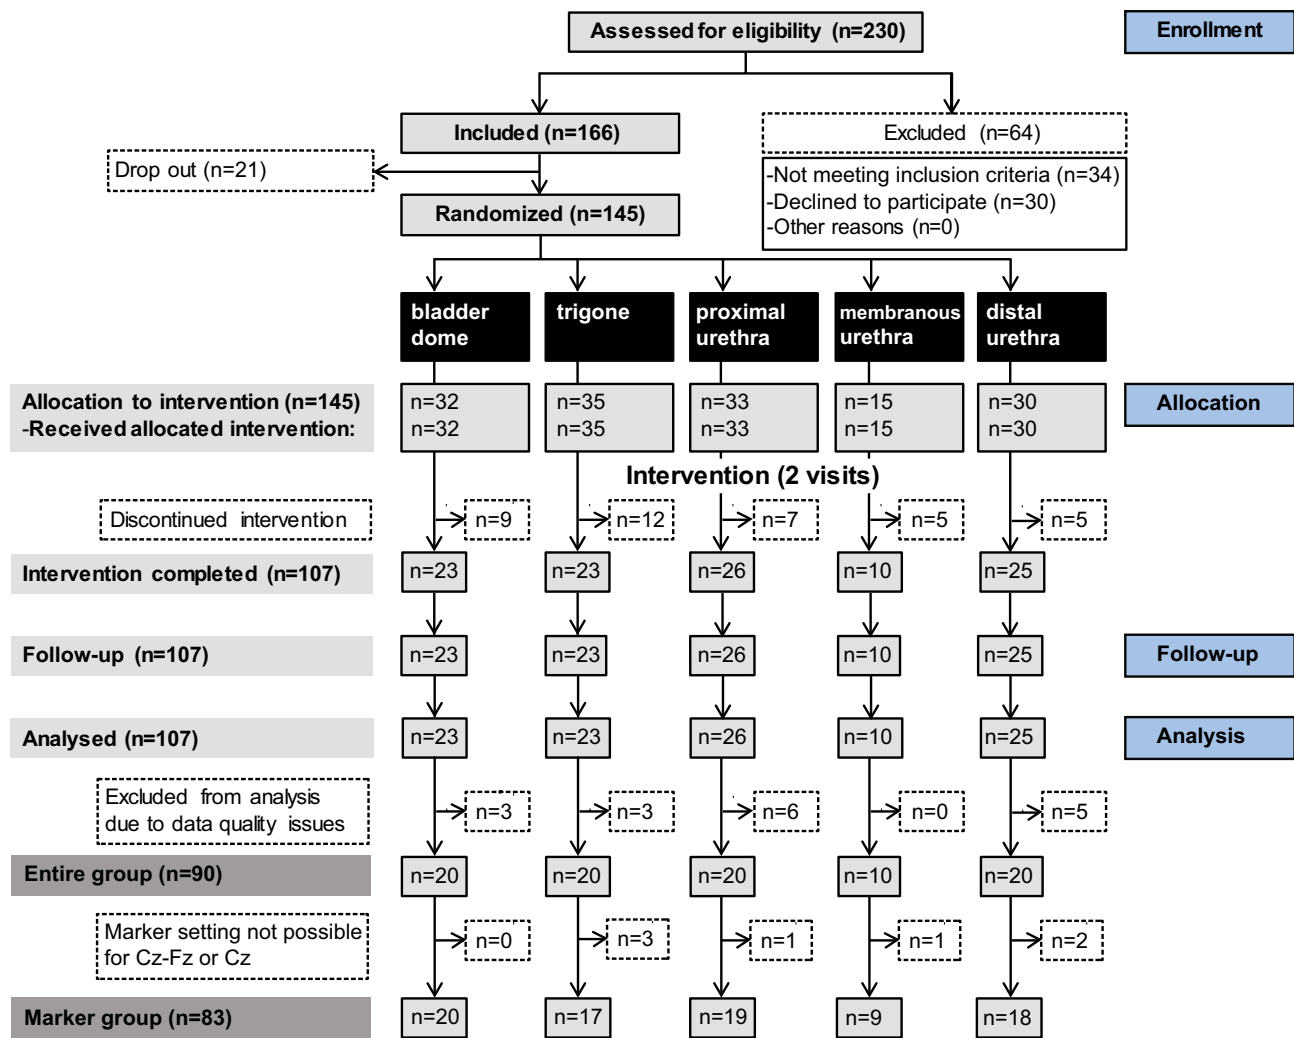 Assessed for eligibility (n=230)
Enrollment
Included (n=166)
Excluded (n=64)
Drop out (n=21)
-Not meeting inclusion criteria (n=34)
-Declined to participate (n=30)
-Other reasons (n=0)
Randomized (n=145)
bladder
dome
trigone
proximal
urethra
membranous
urethra
distal
urethra
Allocation to intervention (n=145)
-Received allocated intervention:
n=32
n=32
n=35
n=35
n=33
n=33
n=15
n=15
n=30
n=30
Allocation
Intervention (2 visits)
Discontinued intervention
n=9
n=12
n=7
n=5
n=5
Intervention completed (n=107)
n=23
n=23
n=26
n=10
n=25
Follow-up (n=107)
n=23
n=23
n=26
n=10
n=25
Follow-up
Analysed (n=107)
n=23
n=23
n=26
n=10
n=25
Analysis
Excluded from analysis
due to data quality issues
n=3
n=3
n=6
n=0
n=5
Entire group (n=90)
n=20
n=20
n=20
n=10
n=20
Marker setting not possible
for Cz-Fz or Cz
n=0
n=3
n=1
n=1
n=2
Marker group (n=83)
n=20
n=17
n=19
n=9
n=18